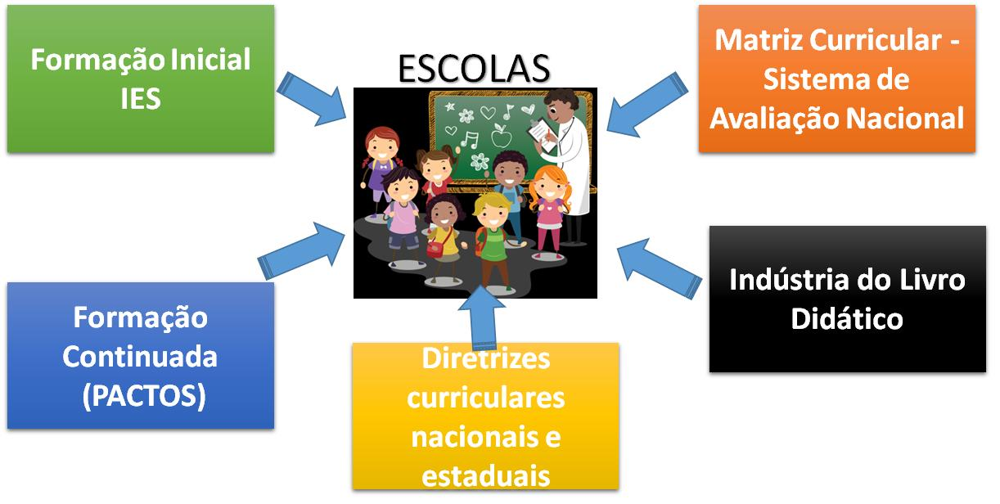 Formação Inicial
IES
ESCOLAS
Matriz Curricular -
Sistema de
Avaliação Nacional
Formação
Continuada
(PACTOS)
Diretrizes
curriculares
nacionais e
estaduais
Indústria do Livro
Didático